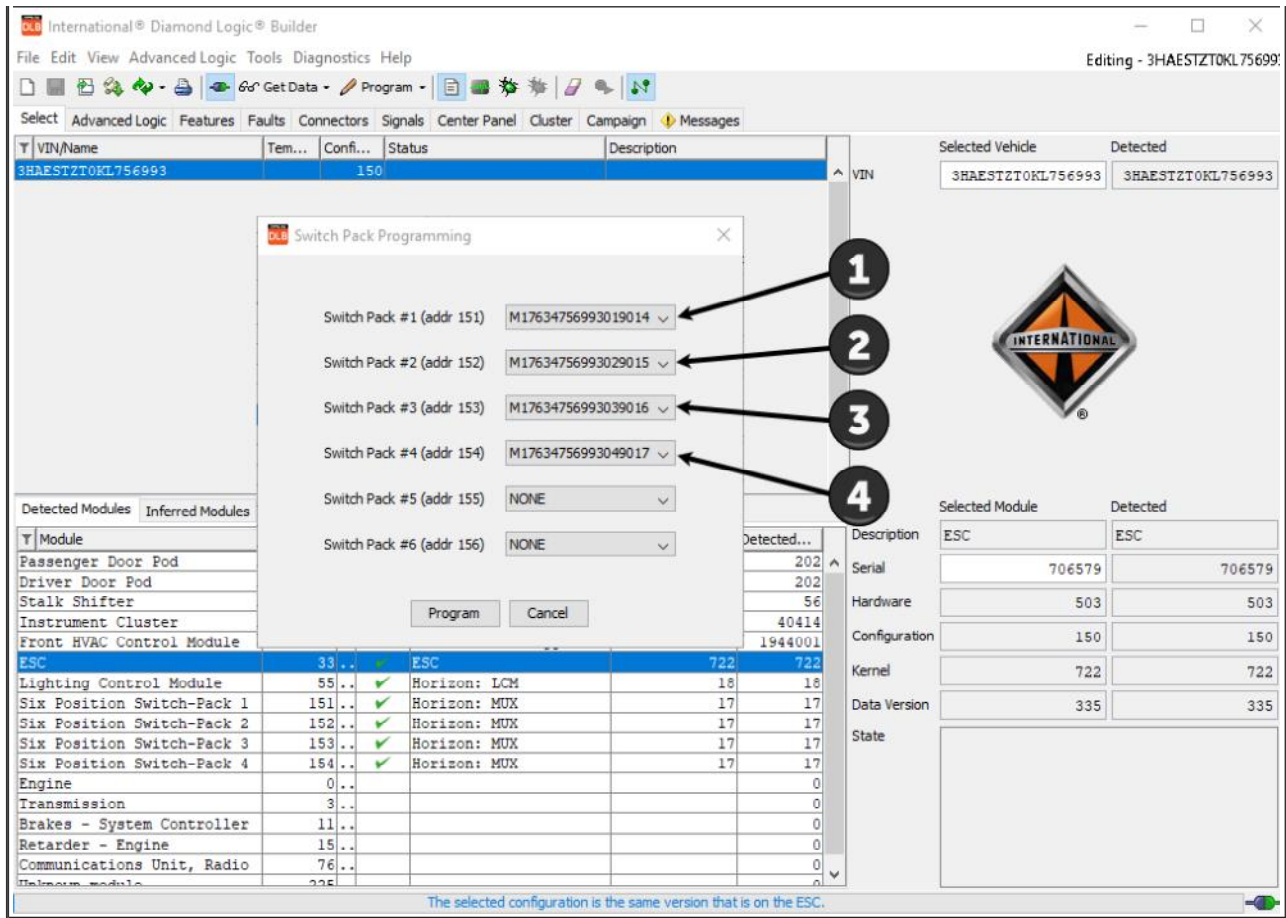 International® Diamond Logic® Builder
File Edit View Advanced Logic Tools Diagnostics Help
Editing - 3HAESTZT0KL75699
Get Data Program
Select Advanced Logic Features Faults Connectors Signals Center Panel Cluster Campaign Messages
VIN/Name Tem... Confi... Status Description
3HAESTZT0KL756993 150
Selected Vehicle Detected
VIN 3HAESTZT0KL756993 3HAESTZT0KL756993
DLB Switch Pack Programming
Switch Pack #1 (addr 151) M17634756993019014 1
Switch Pack #2 (addr 152) M17634756993029015 2
Switch Pack #3 (addr 153) M17634756993039016 3
Switch Pack #4 (addr 154) M17634756993049017 4
Switch Pack #5 (addr 155) NONE
Switch Pack #6 (addr 156) NONE
Program Cancel
INTERNATIONAL ®
Detected Modules Inferred Modules
Module Detected...
Passenger Door Pod 202
Driver Door Pod 202
Stalk Shifter 56
Instrument Cluster 40414
Front HVAC Control Module 1944001
ESC 33.. ESC 722 722
Lighting Control Module 55.. Horizon: LCM 18 18
Six Position Switch-Pack 1 151.. Horizon: MUX 17 17
Six Position Switch-Pack 2 152.. Horizon: MUX 17 17
Six Position Switch-Pack 3 153.. Horizon: MUX 17 17
Six Position Switch-Pack 4 154.. Horizon: MUX 17 17
Engine 0.. 0
Transmission 3.. 0
Brakes - System Controller 11.. 0
Retarder - Engine 15.. 0
Communications Unit, Radio 76.. 0
Selected Module Detected
Description ESC ESC
Serial 706579 706579
Hardware 503 503
Configuration 150 150
Kernel 722 722
Data Version 335 335
State
The selected configuration is the same version that is on the ESC.